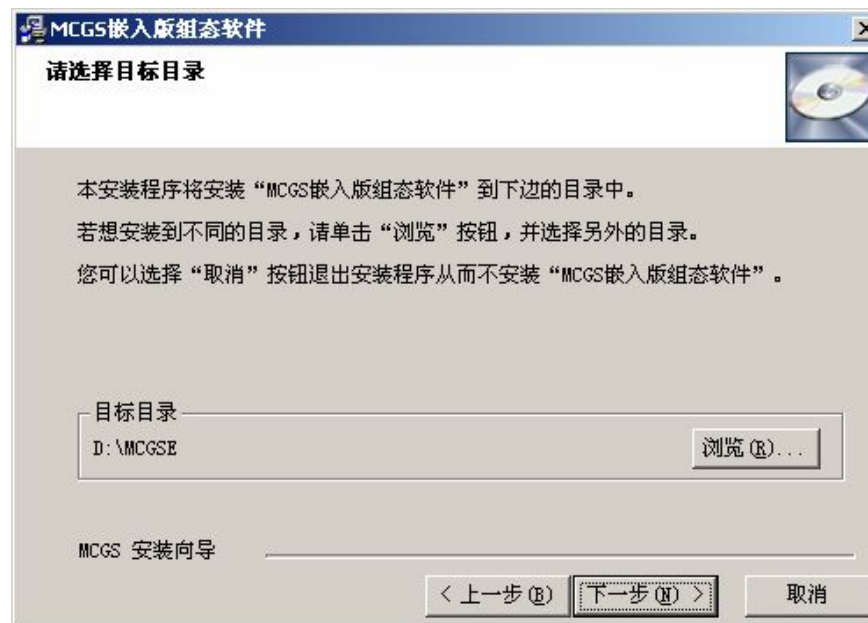 MCGS嵌入版组态软件
请选择目标目录
本安装程序将安装“MCGS嵌入版组态软件”到下边的目录中。
若想安装到不同的目录，请单击“浏览”按钮，并选择另外的目录。
您可以选择“取消”按钮退出安装程序从而不安装“MCGS嵌入版组态软件”。
目标目录
D:\MCGSE
浏览(R)...
MCGS 安装向导
< 上一步(B)
下一步(N) >
取消